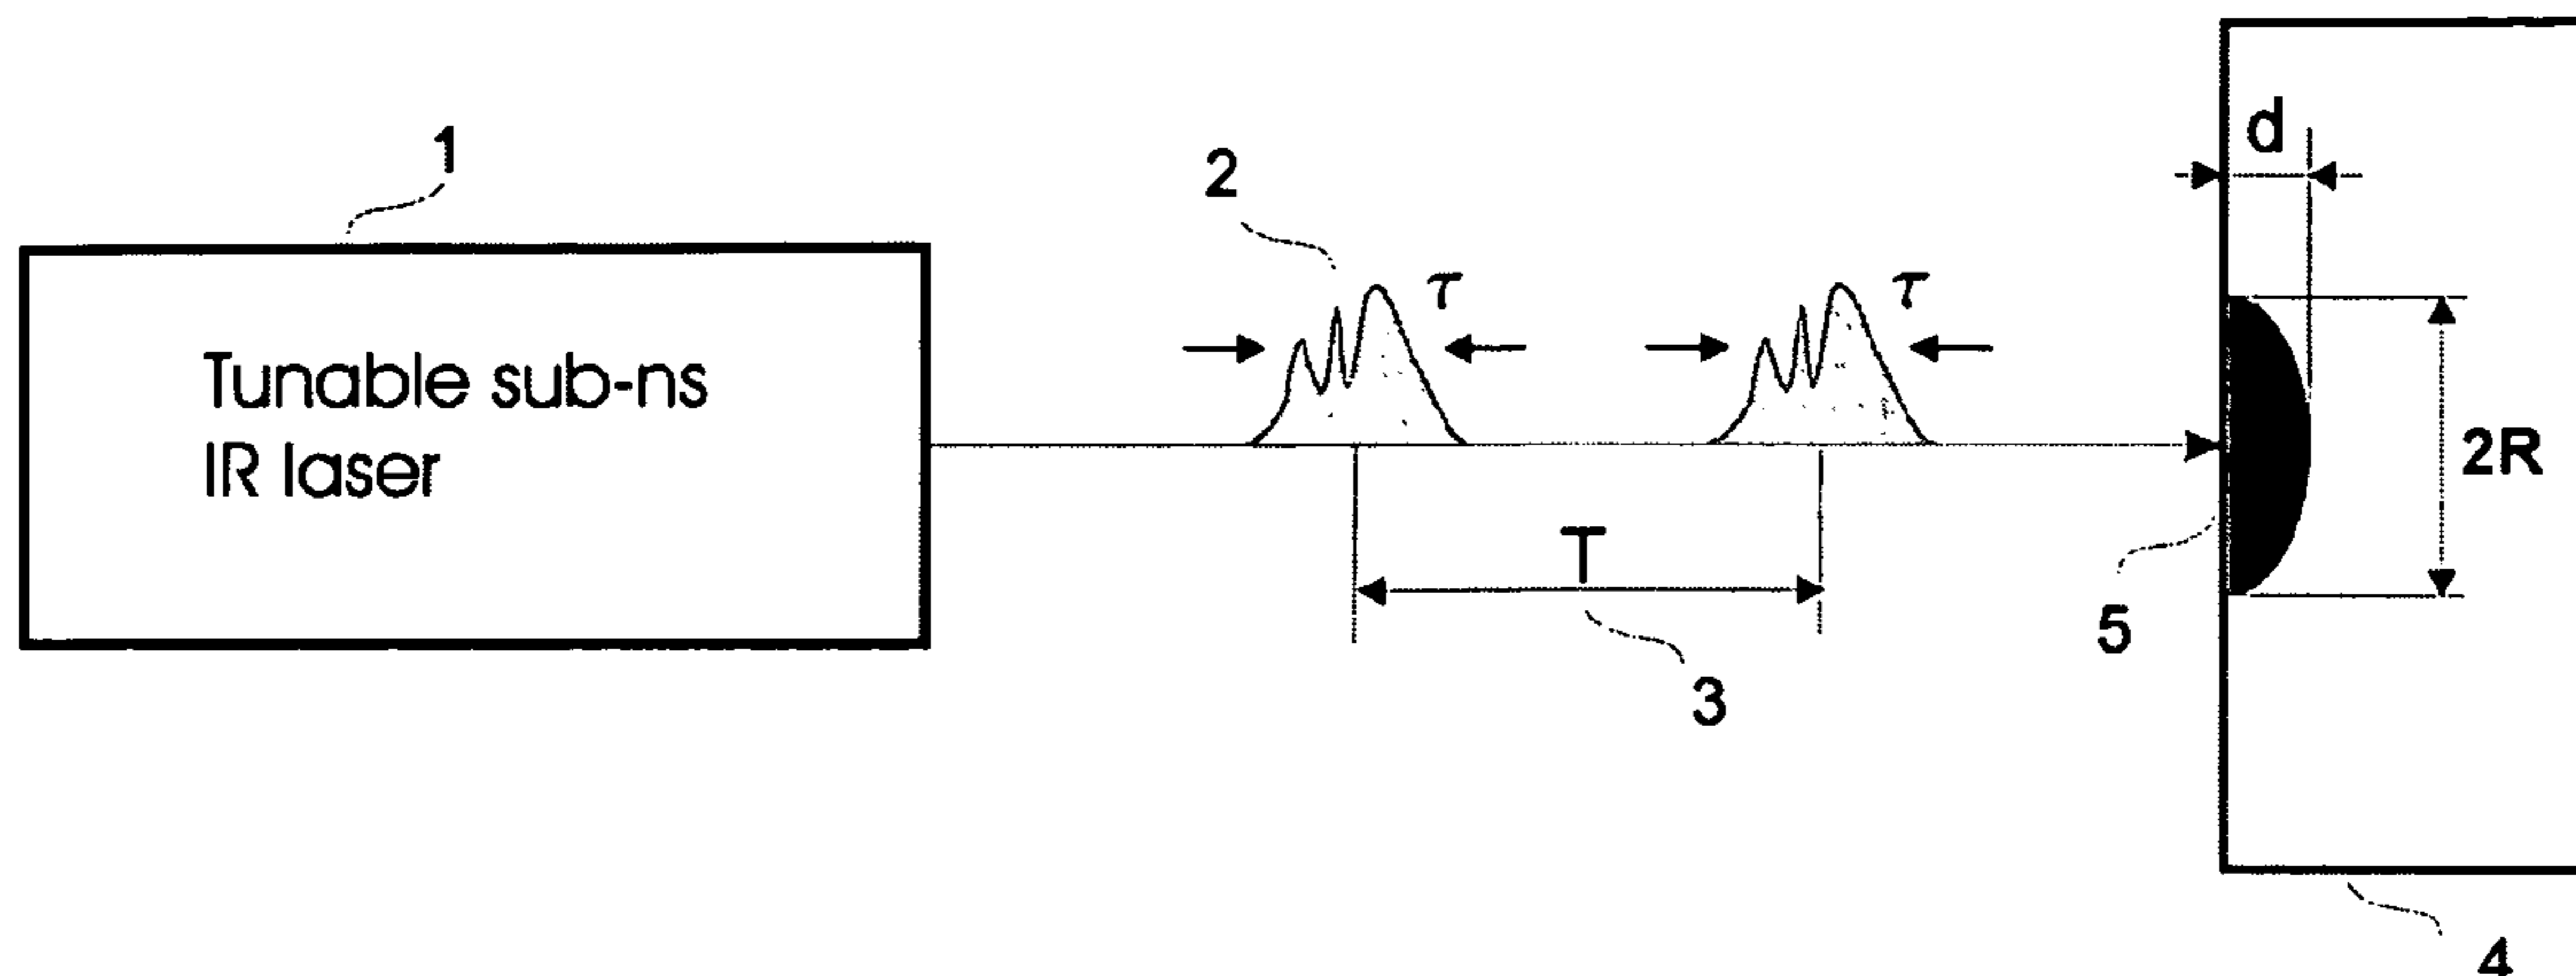 1
2
d
τ
τ
Tunable sub-ns
IR laser
2R
T
5
3
4